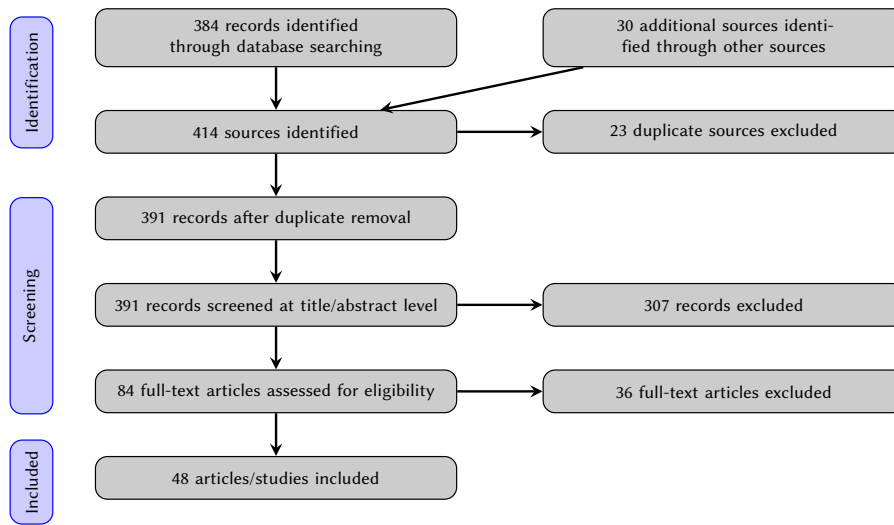 Identification
384 records identified
through database searching
30 additional sources identi-
fied through other sources
414 sources identified
23 duplicate sources excluded
Screening
391 records after duplicate removal
391 records screened at title/abstract level
307 records excluded
84 full-text articles assessed for eligibility
36 full-text articles excluded
Included
48 articles/studies included